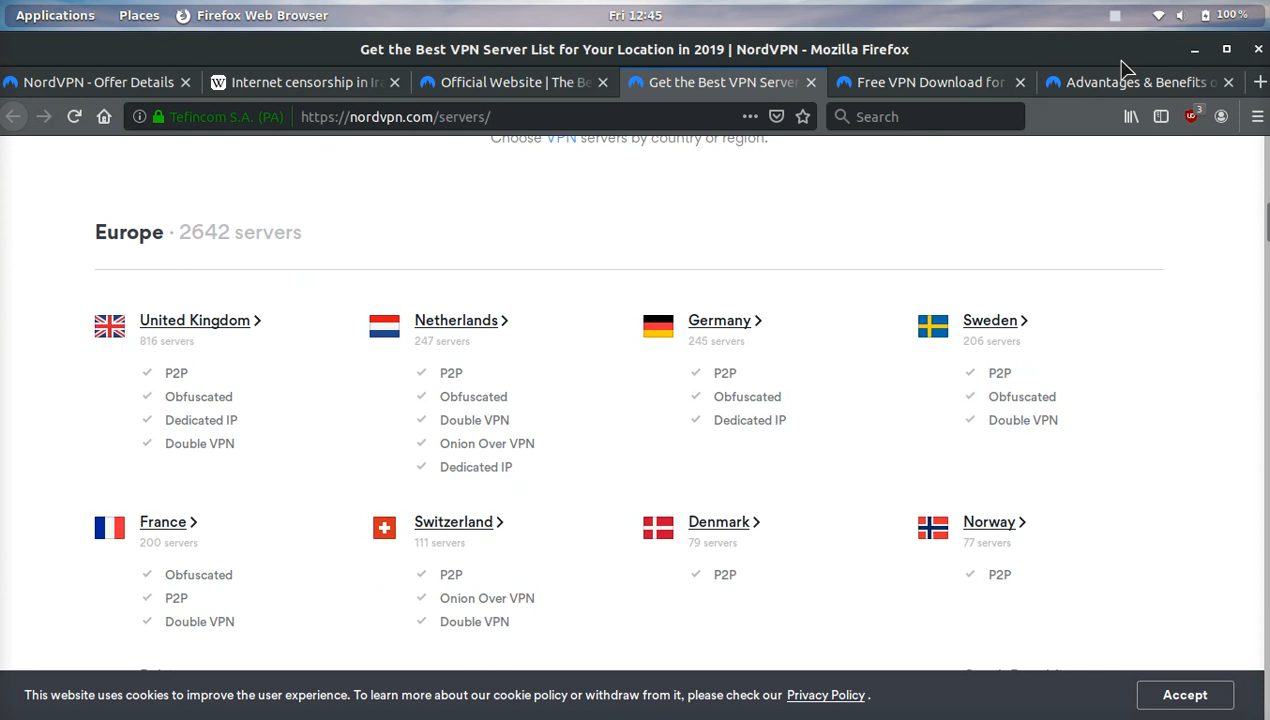 Applications Places Firefox Web Browser Fri 12:45 100%
Get the Best VPN Server List for Your Location in 2019 | NordVPN - Mozilla Firefox
NordVPN - Offer Details Internet censorship in Ira Official Website | The Be Get the Best VPN Server Free VPN Download for Advantages & Benefits o
Tefincom S.A. (PA) https://nordvpn.com/servers/ Search 3
Choose VPN servers by country or region.
Europe · 2642 servers
United Kingdom Netherlands Germany Sweden
816 servers 247 servers 245 servers 206 servers
P2P P2P P2P P2P
Obfuscated Obfuscated Obfuscated Obfuscated
Dedicated IP Double VPN Dedicated IP Double VPN
Double VPN Onion Over VPN
Dedicated IP
France Switzerland Denmark Norway
200 servers 111 servers 79 servers 77 servers
Obfuscated P2P P2P P2P
P2P Onion Over VPN
Double VPN Double VPN
This website uses cookies to improve the user experience. To learn more about our cookie policy or withdraw from it, please check our Privacy Policy . Accept